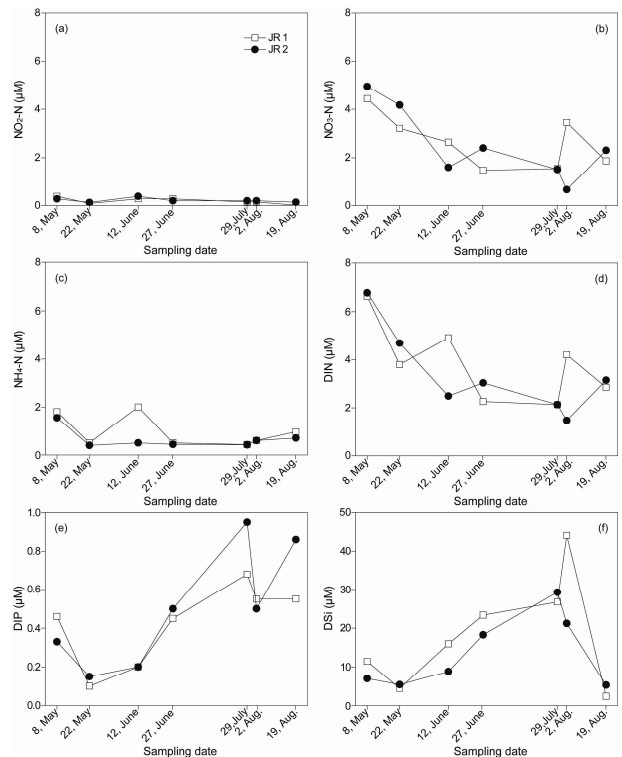 (a)
JR 1
JR 2
NO₂-N (μM)
8
6
4
2
0
8, May
22, May
12, June
27, June
29,July
2, Aug.
19, Aug.
Sampling date
(b)
NO₃-N (μM)
8
6
4
2
0
8, May
22, May
12, June
27, June
29,July
2, Aug.
19, Aug.
Sampling date
(c)
NH₄-N (μM)
8
6
4
2
0
8, May
22, May
12, June
27, June
29,July
2, Aug.
19, Aug.
Sampling date
(d)
DIN (μM)
8
6
4
2
0
8, May
22, May
12, June
27, June
29,July
2, Aug.
19, Aug.
Sampling date
(e)
DIP (μM)
1.0
0.8
0.6
0.4
0.2
0.0
8, May
22, May
12, June
27, June
29,July
2, Aug.
19, Aug.
Sampling date
(f)
DSi (μM)
50
40
30
20
10
0
8, May
22, May
12, June
27, June
29,July
2, Aug.
19, Aug.
Sampling date